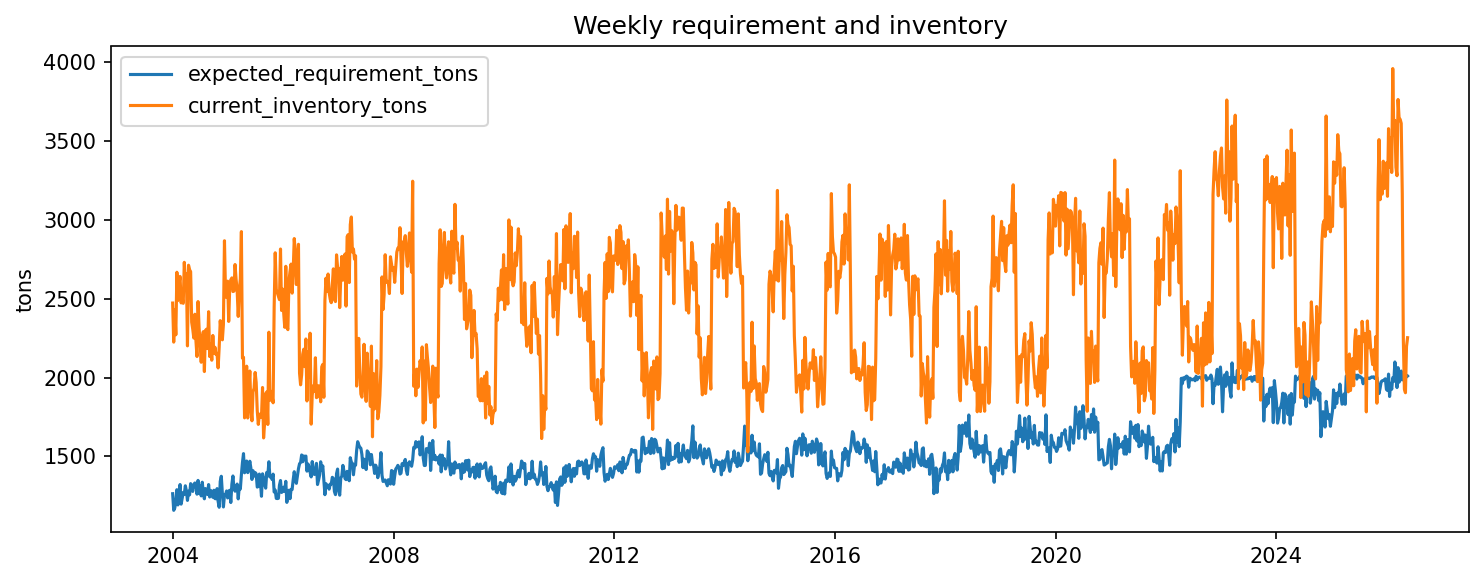 Weekly requirement and inventory
expected_requirement_tons
current_inventory_tons
tons
4000
3500
3000
2500
2000
1500
2004 2008 2012 2016 2020 2024